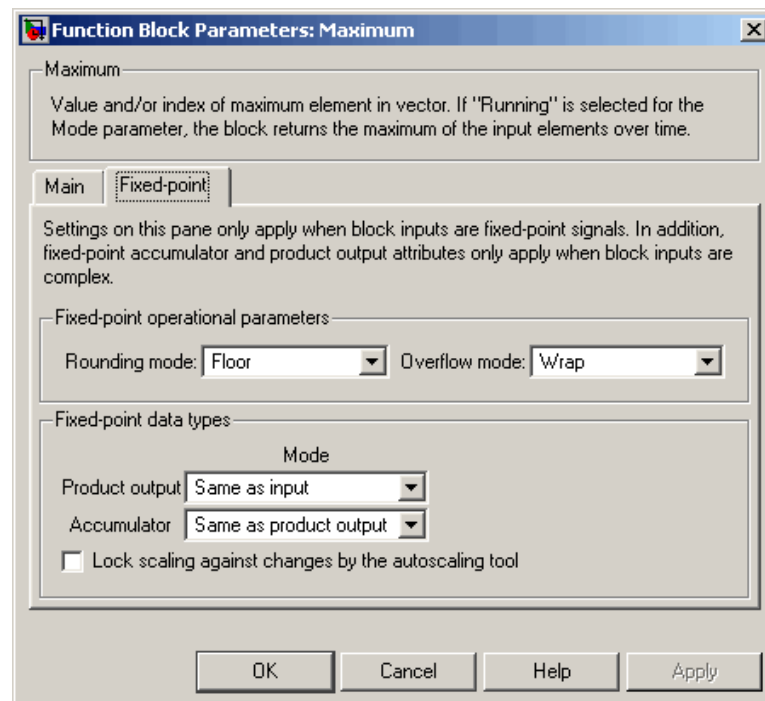 Function Block Parameters: Maximum
Maximum
Value and/or index of maximum element in vector. If "Running" is selected for the
Mode parameter, the block returns the maximum of the input elements over time.
Main Fixed-point
Settings on this pane only apply when block inputs are fixed-point signals. In addition,
fixed-point accumulator and product output attributes only apply when block inputs are
complex.
Fixed-point operational parameters
Rounding mode: Floor Overflow mode: Wrap
Fixed-point data types
Mode
Product output Same as input
Accumulator Same as product output
Lock scaling against changes by the autoscaling tool
OK Cancel Help Apply